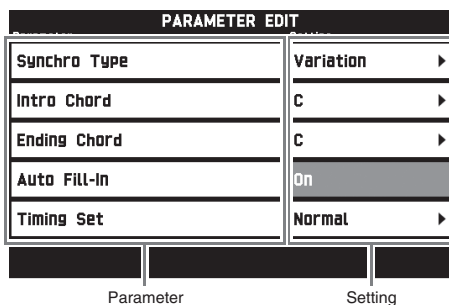 PARAMETER EDIT
Synchro Type Variation
Intro Chord C
Ending Chord C
Auto Fill-In On
Timing Set Normal
Parameter Setting